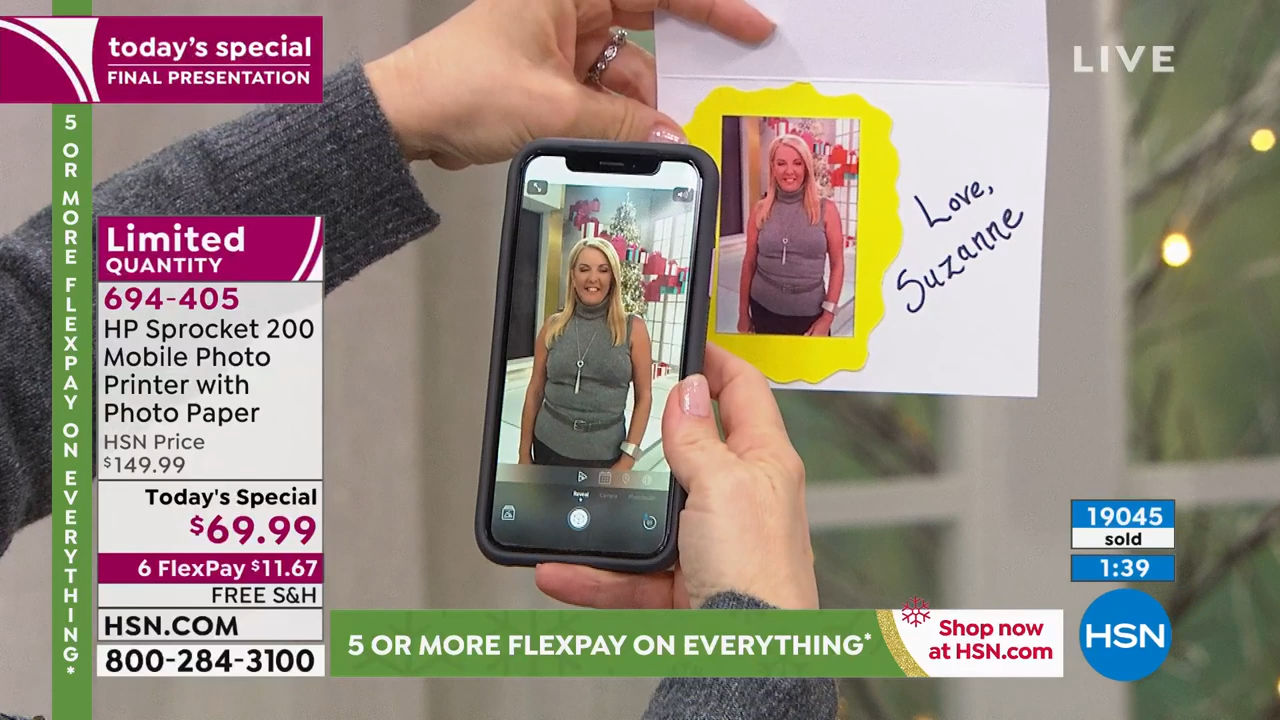 today's special
FINAL PRESENTATION
LIVE
5 OR MORE FLEXPAY ON EVERYTHING*
Limited
QUANTITY
694-405
HP Sprocket 200
Mobile Photo
Printer with
Photo Paper
HSN Price
$149.99
Today's Special
$69.99
6 FlexPay $11.67
FREE S&H
HSN.COM
800-284-3100
Love,
Suzanne
Reveal
19045
sold
1:39
HSN
5 OR MORE FLEXPAY ON EVERYTHING*
Shop now
at HSN.com